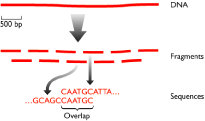 DNA
500 bp
Fragments
CAATGCATTA...
...GCAGCCAATGC
Sequences
Overlap